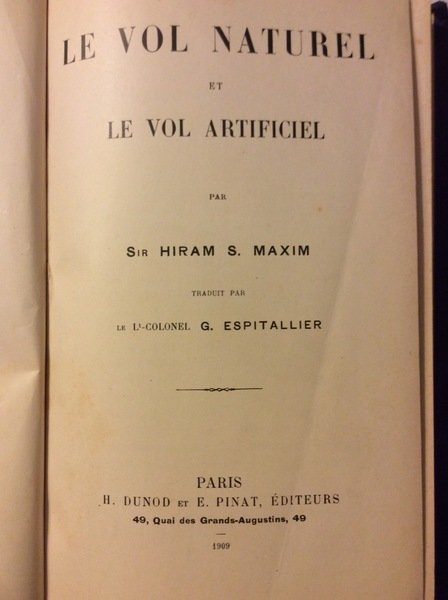 LE VOL NATUREL
ET
LE VOL ARTIFICIEL
PAR
SIR HIRAM S. MAXIM
TRADUIT PAR
LE Lt-COLONEL G. ESPITALLIER
PARIS
H. DUNOD ET E. PINAT, ÉDITEURS
49, Quai des Grands-Augustins, 49
1909